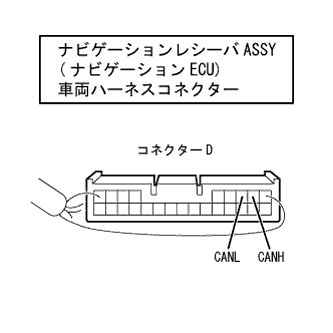 ナビゲーションレシーバ ASSY
( ナビゲーション ECU)
車両ハーネスコネクター
コネクター D
CANL CANH